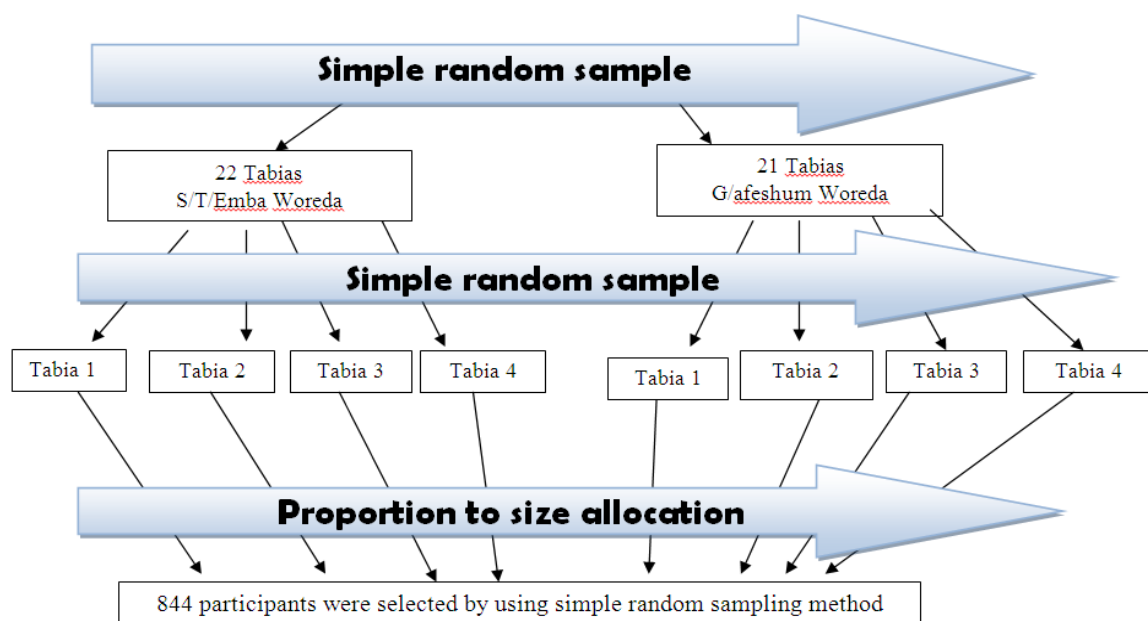 Simple random sample
22 Tabias
S/T/Emba Woreda
21 Tabias
G/afeshum Woreda
Simple random sample
Tabia 1
Tabia 2
Tabia 3
Tabia 4
Tabia 1
Tabia 2
Tabia 3
Tabia 4
Proportion to size allocation
844 participants were selected by using simple random sampling method